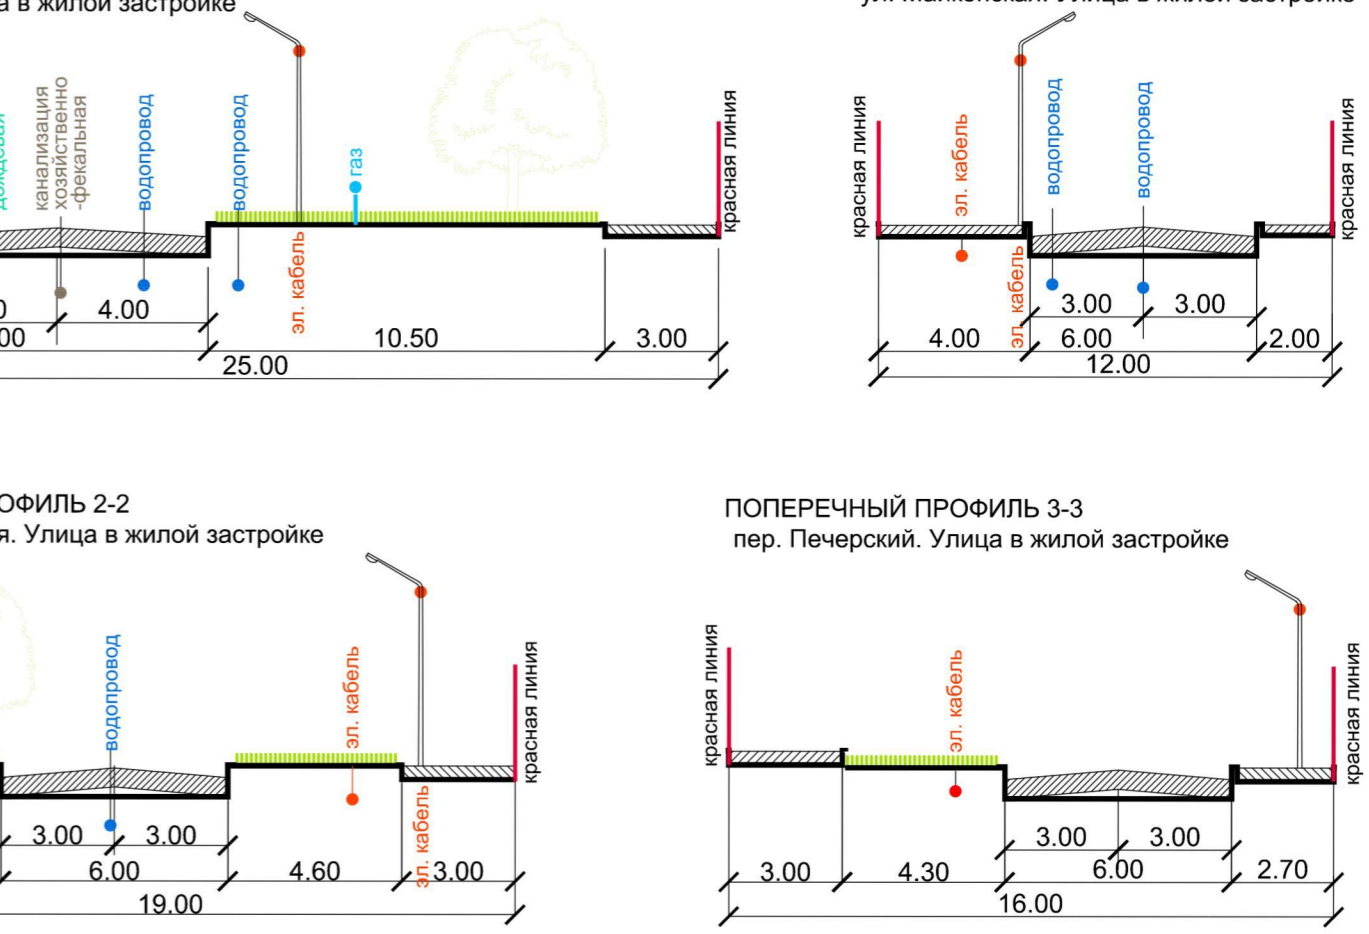 а в жилой застройке
канализация
хозяйственно
-фекальная
водопровод
водопровод
эл. кабель
газ
красная линия
4.00
10.50
3.00
25.00
красная линия
эл. кабель
эл. кабель
водопровод
водопровод
красная линия
3.00
3.00
4.00
6.00
2.00
12.00
ОФИЛЬ 2-2
я. Улица в жилой застройке
водопровод
эл. кабель
эл. кабель
красная линия
3.00
3.00
6.00
4.60
3.00
19.00
ПОПЕРЕЧНЫЙ ПРОФИЛЬ 3-3
пер. Печерский. Улица в жилой застройке
красная линия
эл. кабель
красная линия
3.00
3.00
3.00
4.30
6.00
2.70
16.00